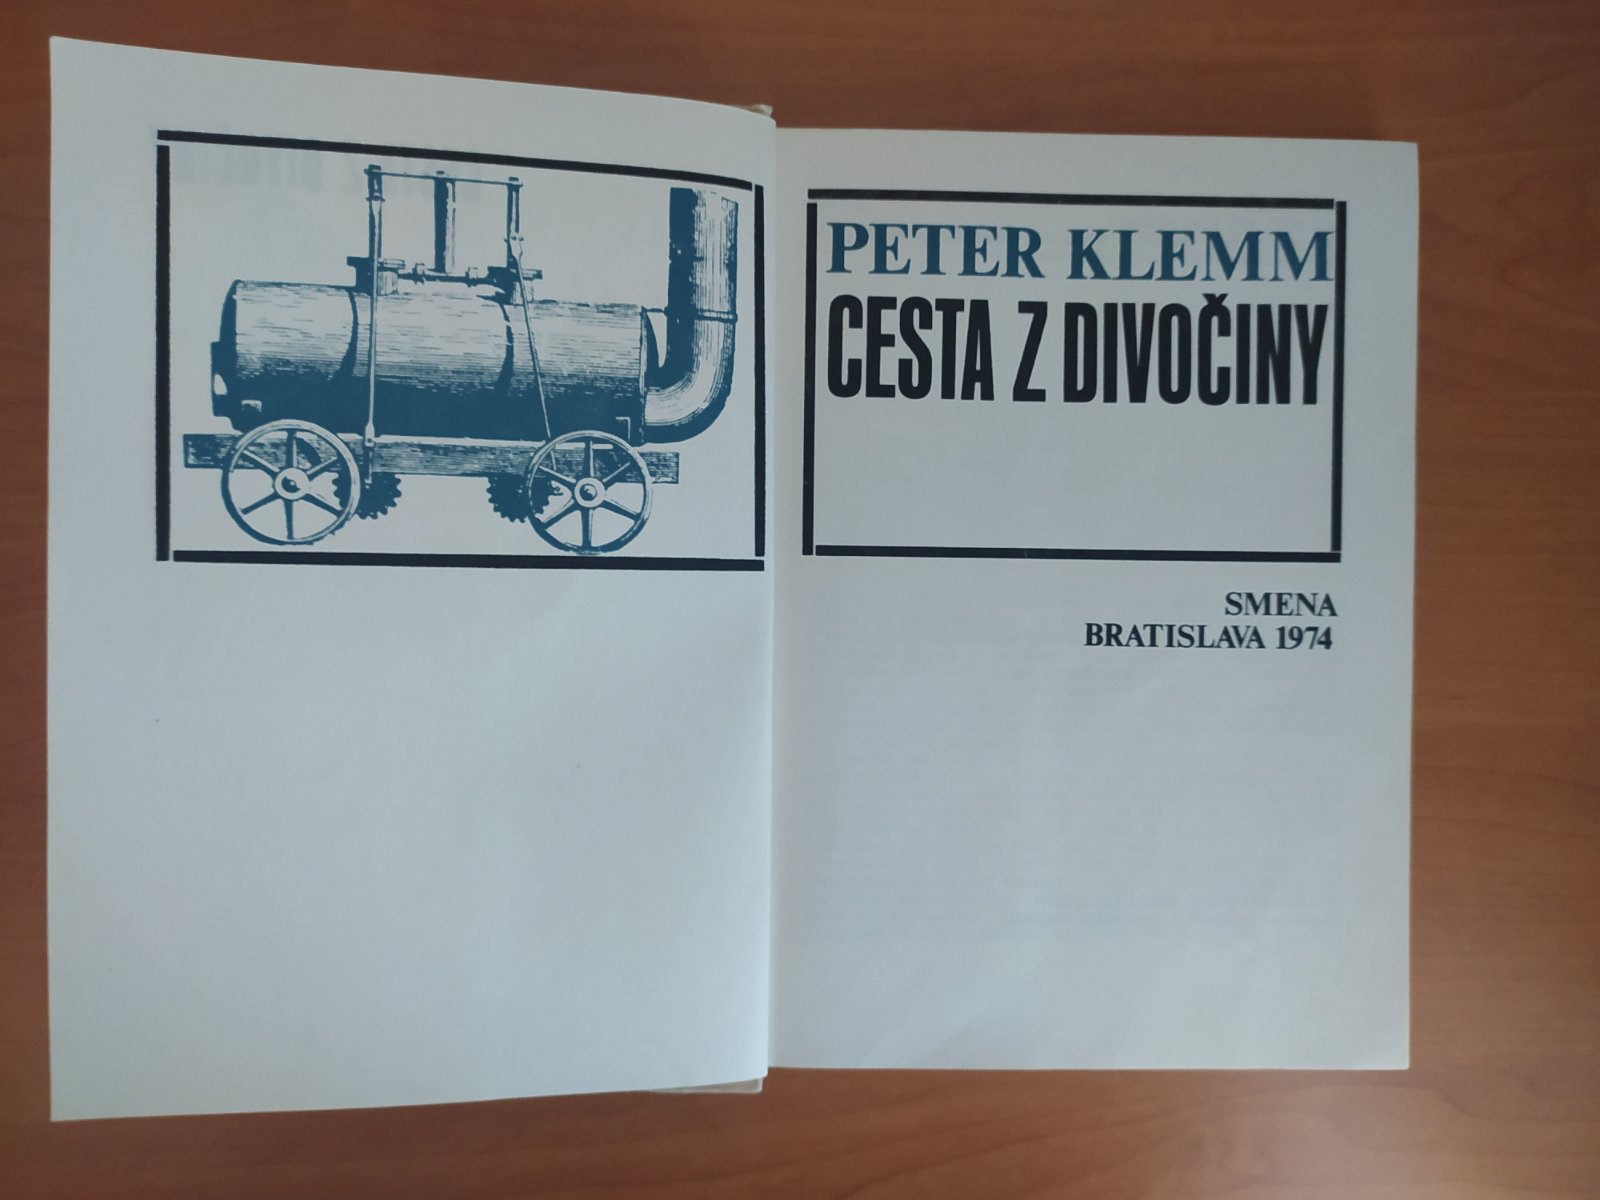 PETER KLEMM
CESTA Z DIVOČINY
SMENA
BRATISLAVA 1974